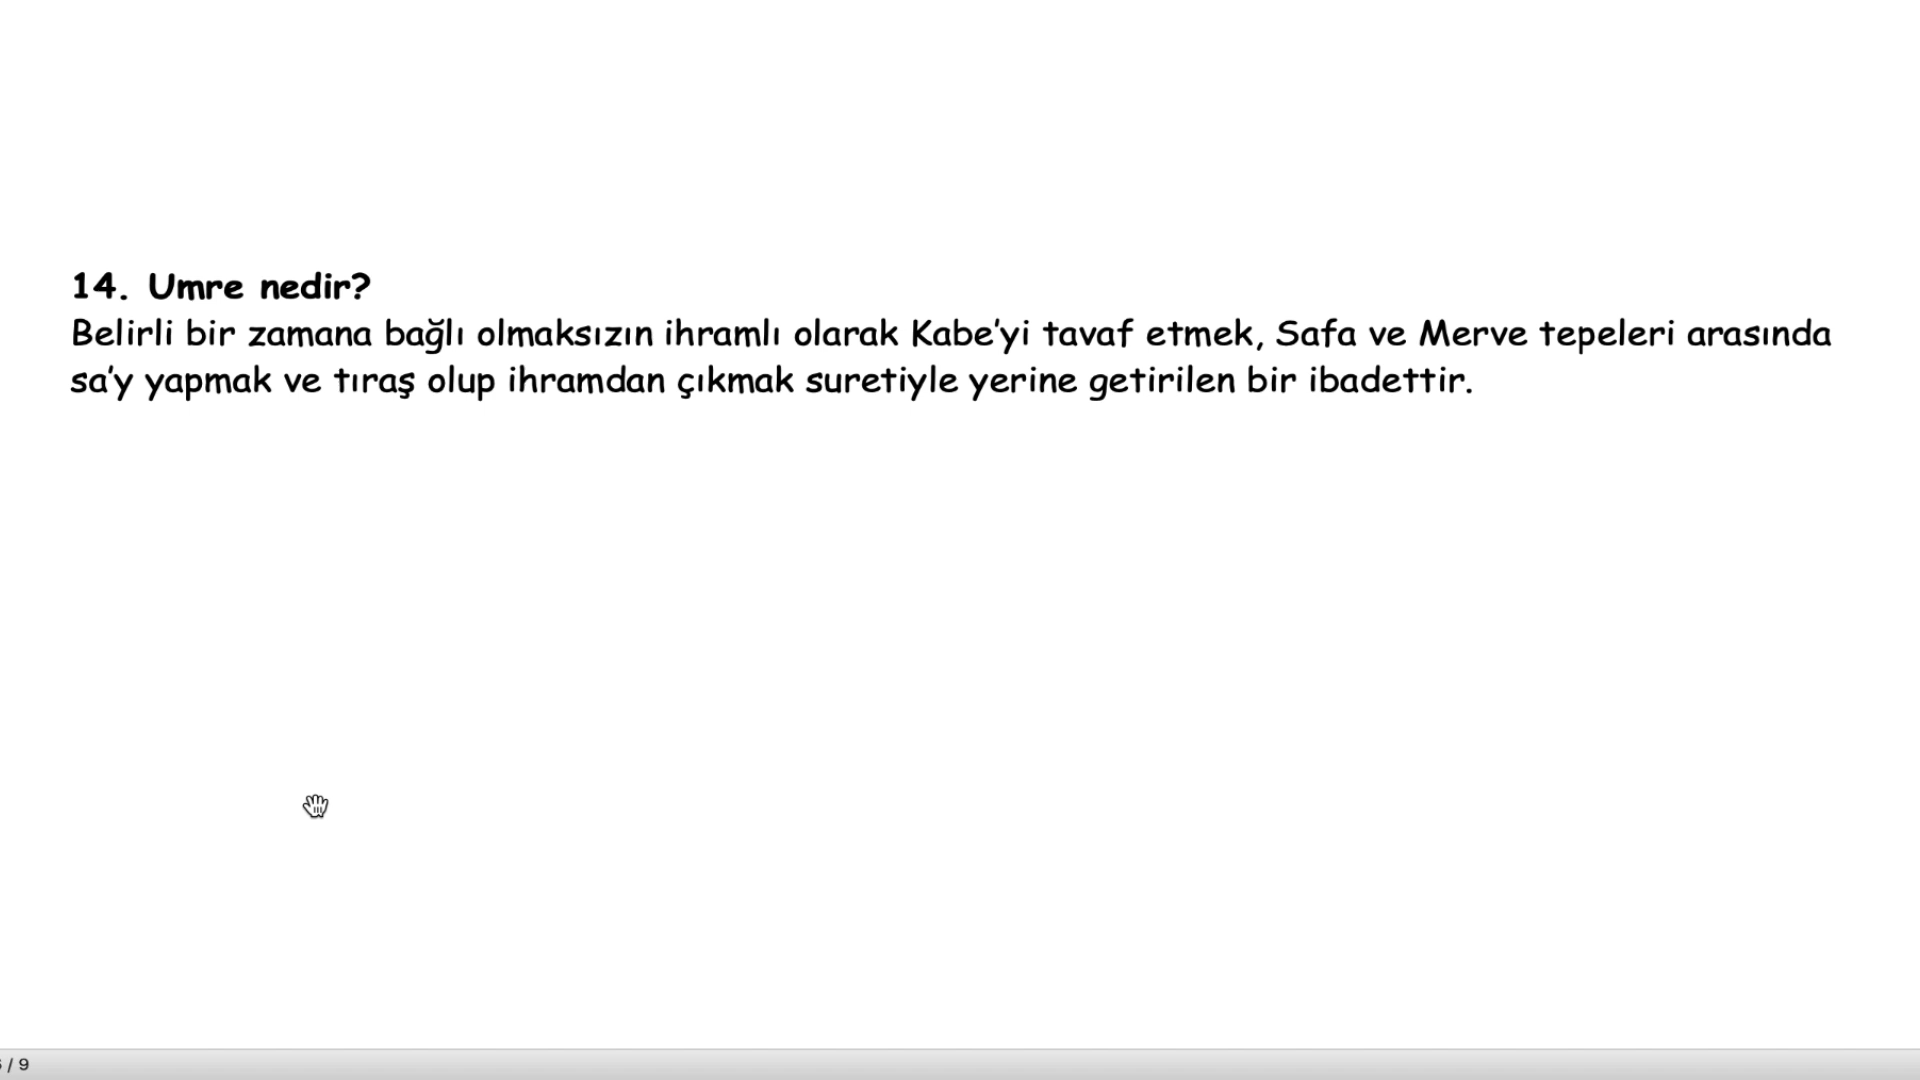 14. Umre nedir?
Belirli bir zamana bağlı olmaksızın ihramlı olarak Kabe'yi tavaf etmek, Safa ve Merve tepeleri arasında
sa'y yapmak ve tıraş olup ihramdan çıkmak suretiyle yerine getirilen bir ibadettir.
/ 9